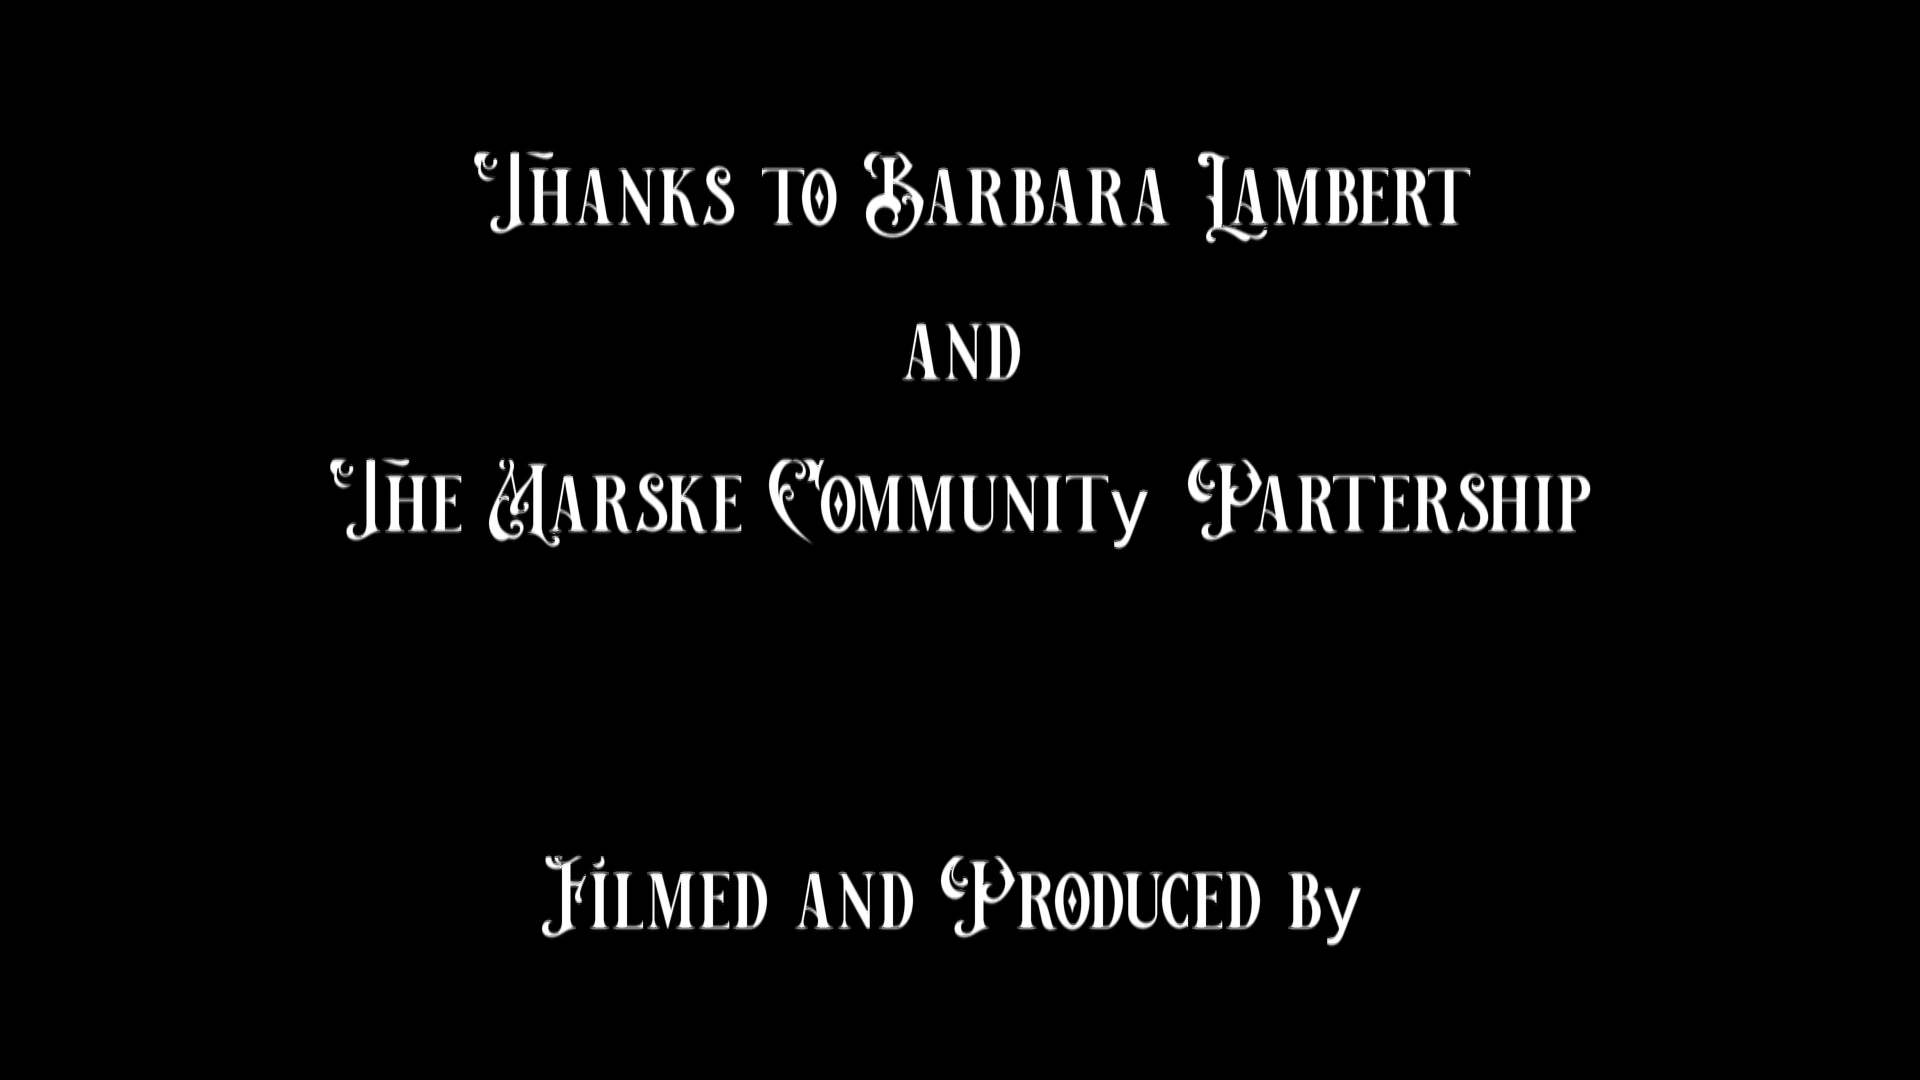 Thanks to Barbara Lambert
and
The Marske Community Partership
Filmed and Produced by